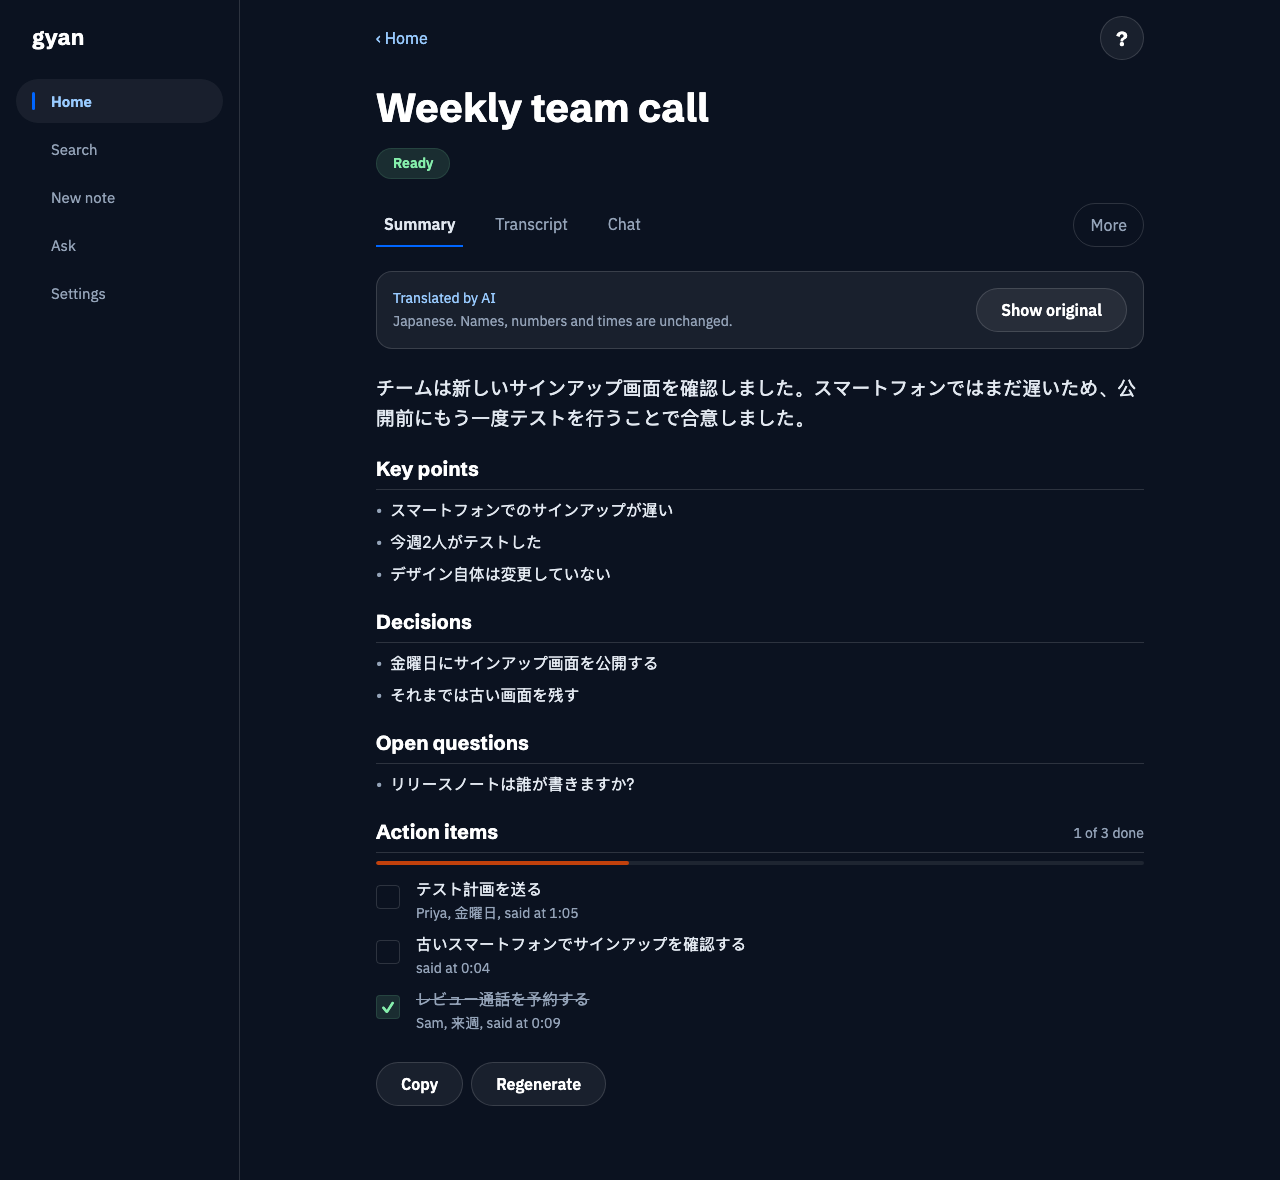 gyan
Home
Search
New note
Ask
Settings
‹ Home
?
Weekly team call
Ready
Summary
Transcript
Chat
More
Translated by AI
Japanese. Names, numbers and times are unchanged.
Show original
チームは新しいサインアップ画面を確認しました。スマートフォンではまだ遅いため、公
開前にもう一度テストを行うことで合意しました。
Key points
• スマートフォンでのサインアップが遅い
• 今週2人がテストした
• デザイン自体は変更していない
Decisions
• 金曜日にサインアップ画面を公開する
• それまでは古い画面を残す
Open questions
• リリースノートは誰が書きますか?
Action items
1 of 3 done
テスト計画を送る
Priya, 金曜日, said at 1:05
古いスマートフォンでサインアップを確認する
said at 0:04
レビュー通話を予約する
Sam, 来週, said at 0:09
Copy
Regenerate